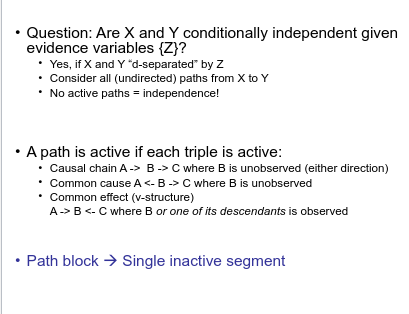 • Question: Are X and Y conditionally independent given
evidence variables {Z}?
• Yes, if X and Y “d-separated” by Z
• Consider all (undirected) paths from X to Y
• No active paths = independence!
• A path is active if each triple is active:
• Causal chain A -> B -> C where B is unobserved (either direction)
• Common cause A <- B -> C where B is unobserved
• Common effect (v-structure)
A -> B <- C where B or one of its descendants is observed
• Path block → Single inactive segment